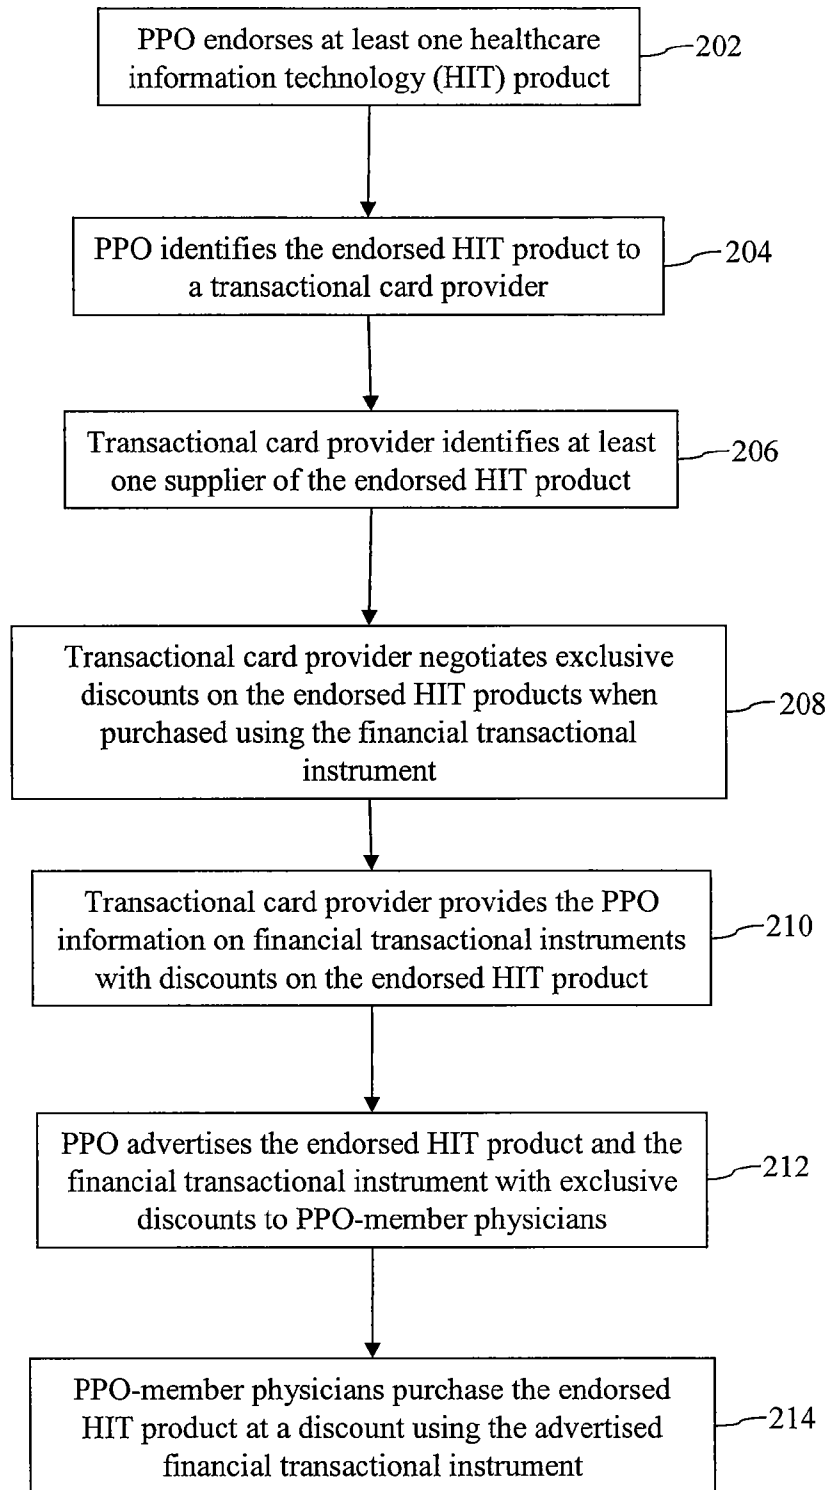 PPO endorses at least one healthcare
information technology (HIT) product
202
PPO identifies the endorsed HIT product to
a transactional card provider
204
Transactional card provider identifies at least
one supplier of the endorsed HIT product
206
Transactional card provider negotiates exclusive
discounts on the endorsed HIT products when
purchased using the financial transactional
instrument
208
Transactional card provider provides the PPO
information on financial transactional instruments
with discounts on the endorsed HIT product
210
PPO advertises the endorsed HIT product and the
financial transactional instrument with exclusive
discounts to PPO-member physicians
212
PPO-member physicians purchase the endorsed
HIT product at a discount using the advertised
financial transactional instrument
214